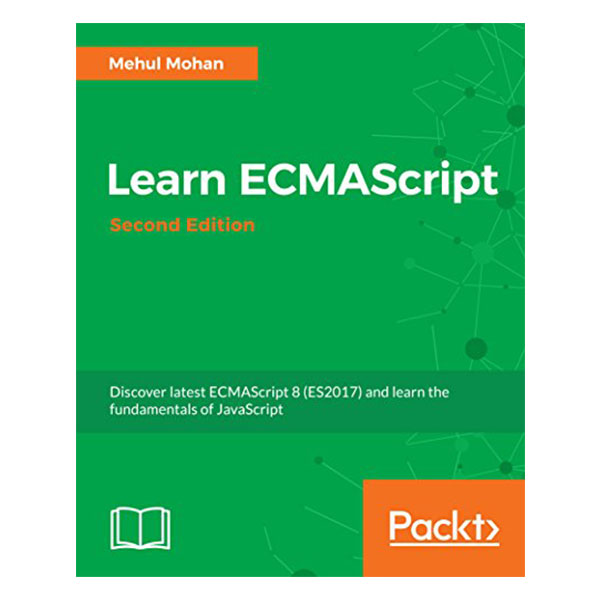 Mehul Mohan
Learn ECMAScript
Second Edition
Discover latest ECMAScript 8 (ES2017) and learn the
fundamentals of JavaScript
Packt>